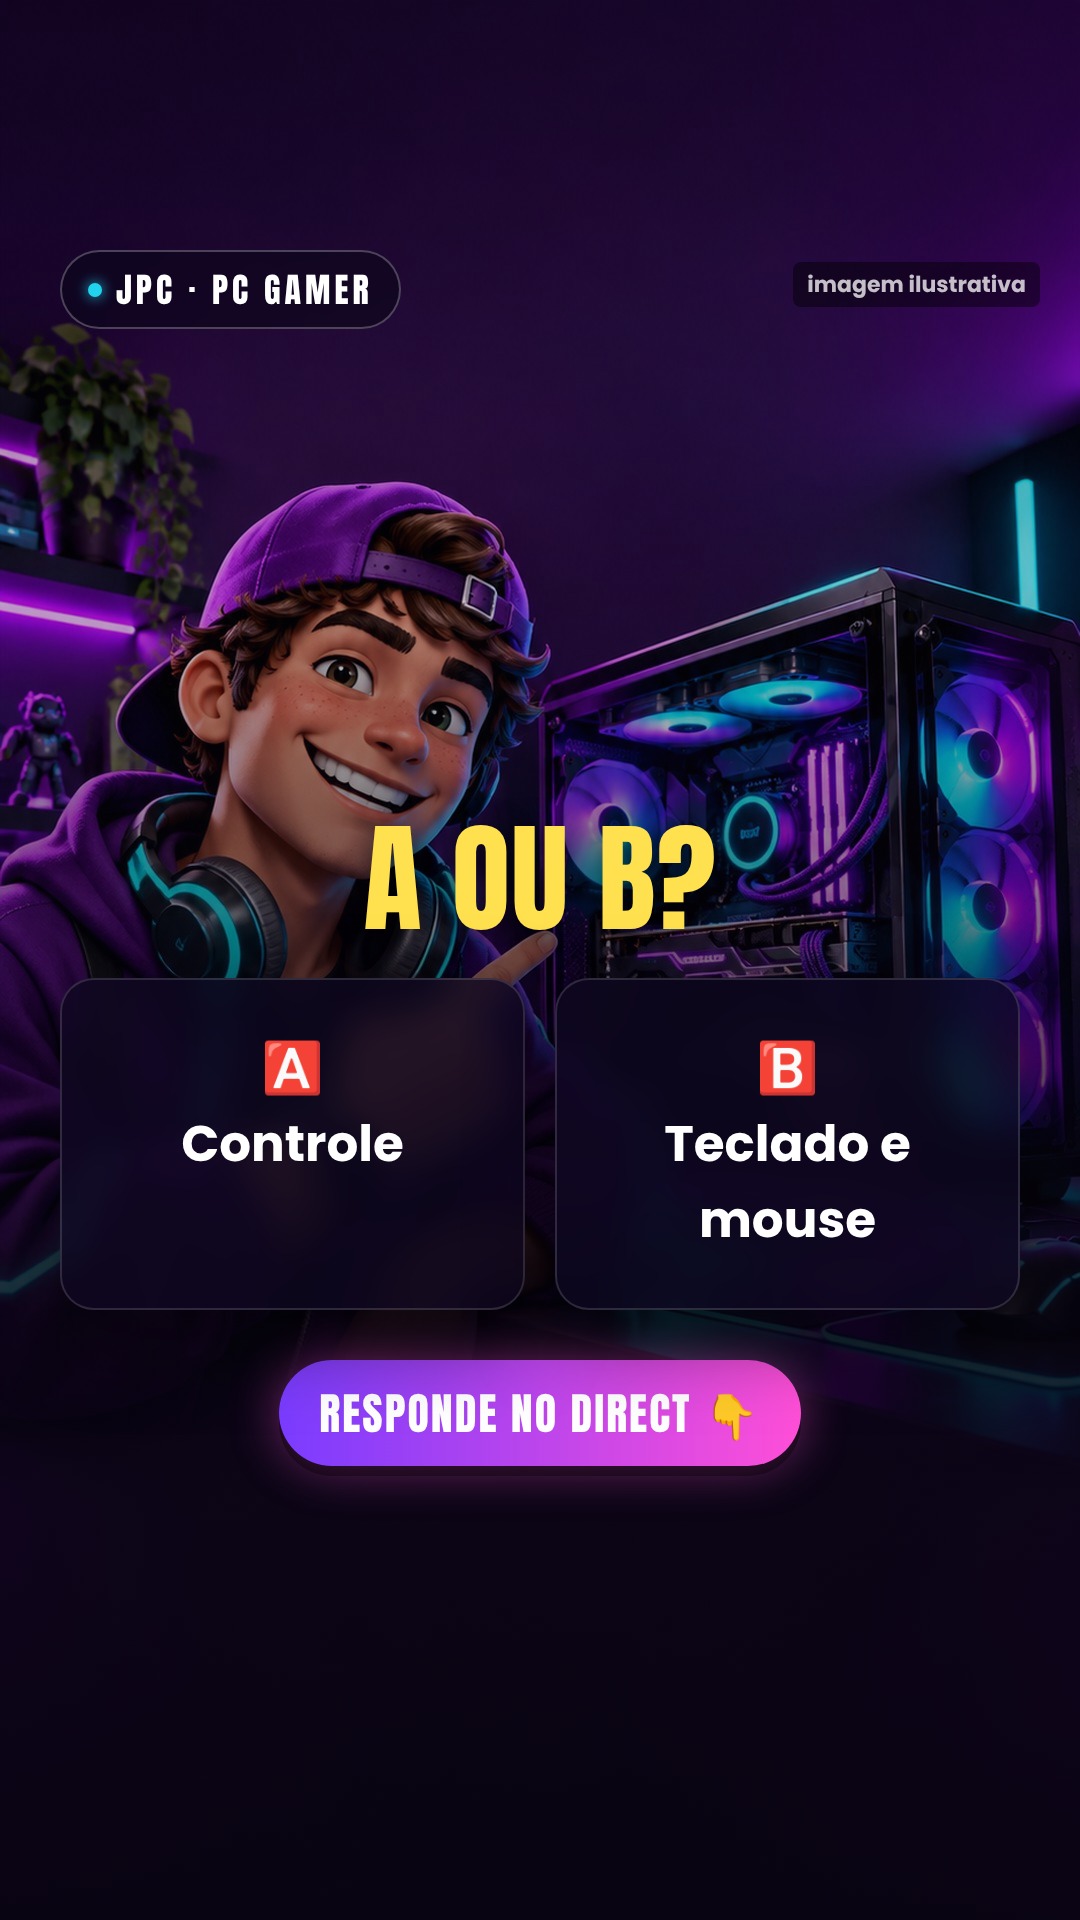 JPC · PC GAMER
imagem ilustrativa
A OU B?
🅰️
Controle
🅱️
Teclado e
mouse
RESPONDE NO DIRECT 👇